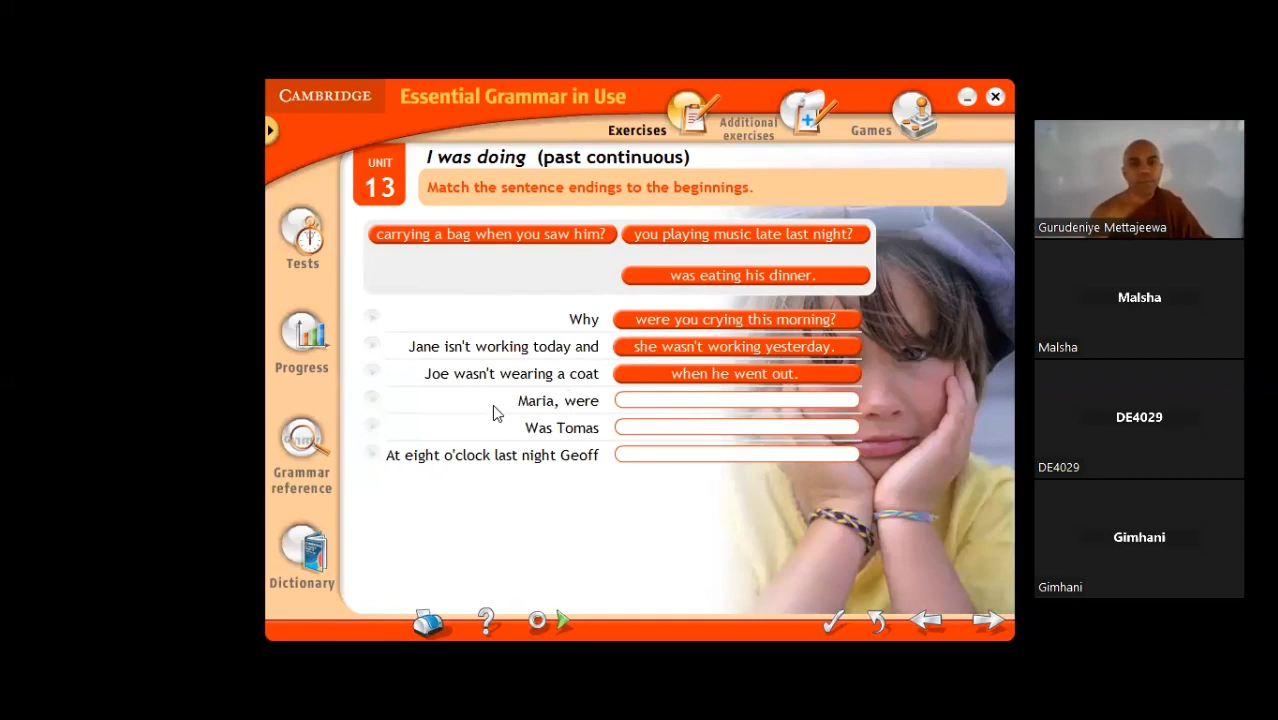 CAMBRIDGE
Essential Grammar in Use
Exercises
Additional
exercises
Games
UNIT
13
I was doing (past continuous)
Match the sentence endings to the beginnings.
carrying a bag when you saw him?
you playing music late last night?
was eating his dinner.
Why were you crying this morning?
Jane isn't working today and she wasn't working yesterday.
Joe wasn't wearing a coat when he went out.
Maria, were
Was Tomas
At eight o'clock last night Geoff
Tests
Progress
Grammar
reference
Dictionary
?
Gurudeniye Mettajeewa
Malsha
Malsha
DE4029
DE4029
Gimhani
Gimhani